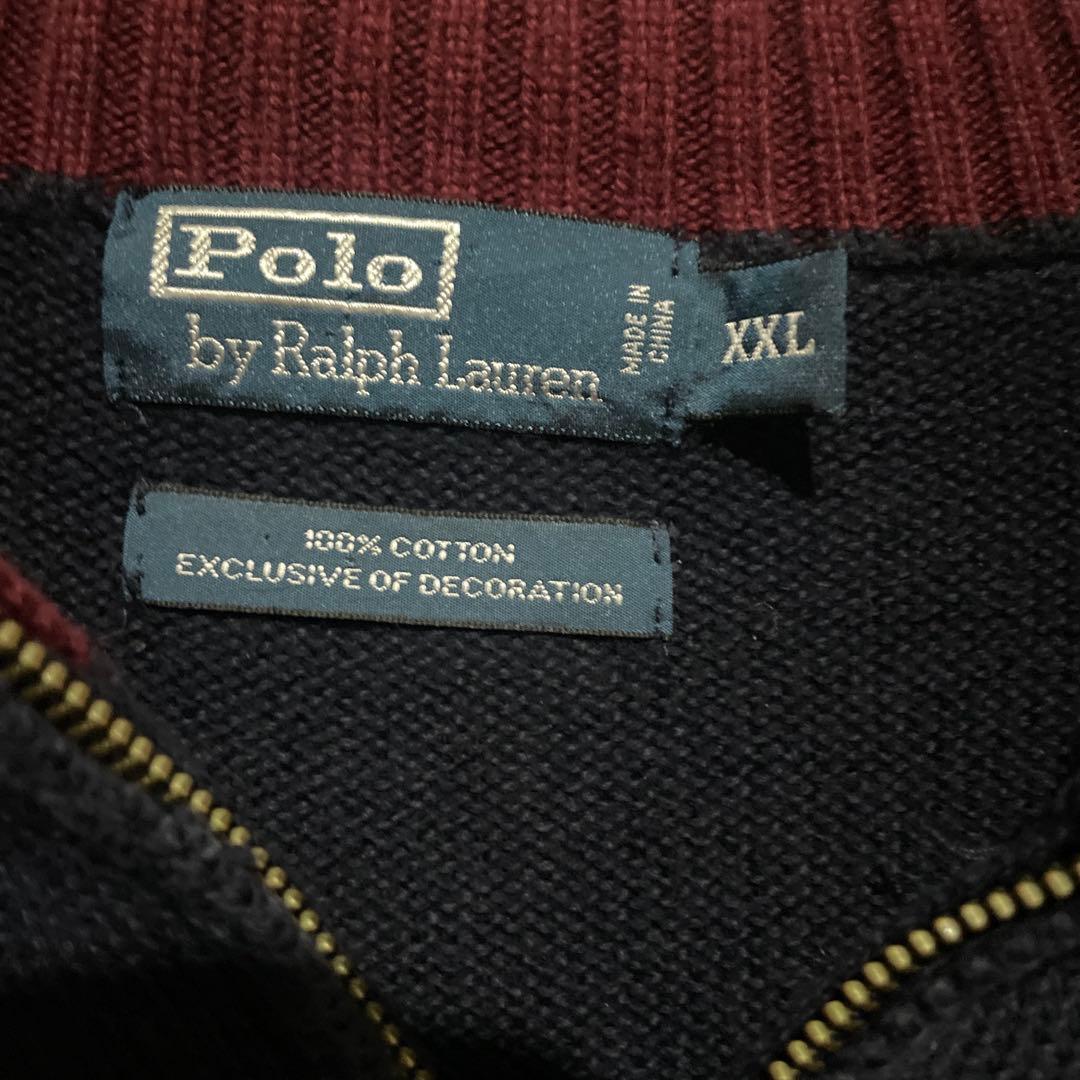 Polo
by Ralph Lauren
MADE IN
CHINA
XXL
100% COTTON
EXCLUSIVE OF DECORATION